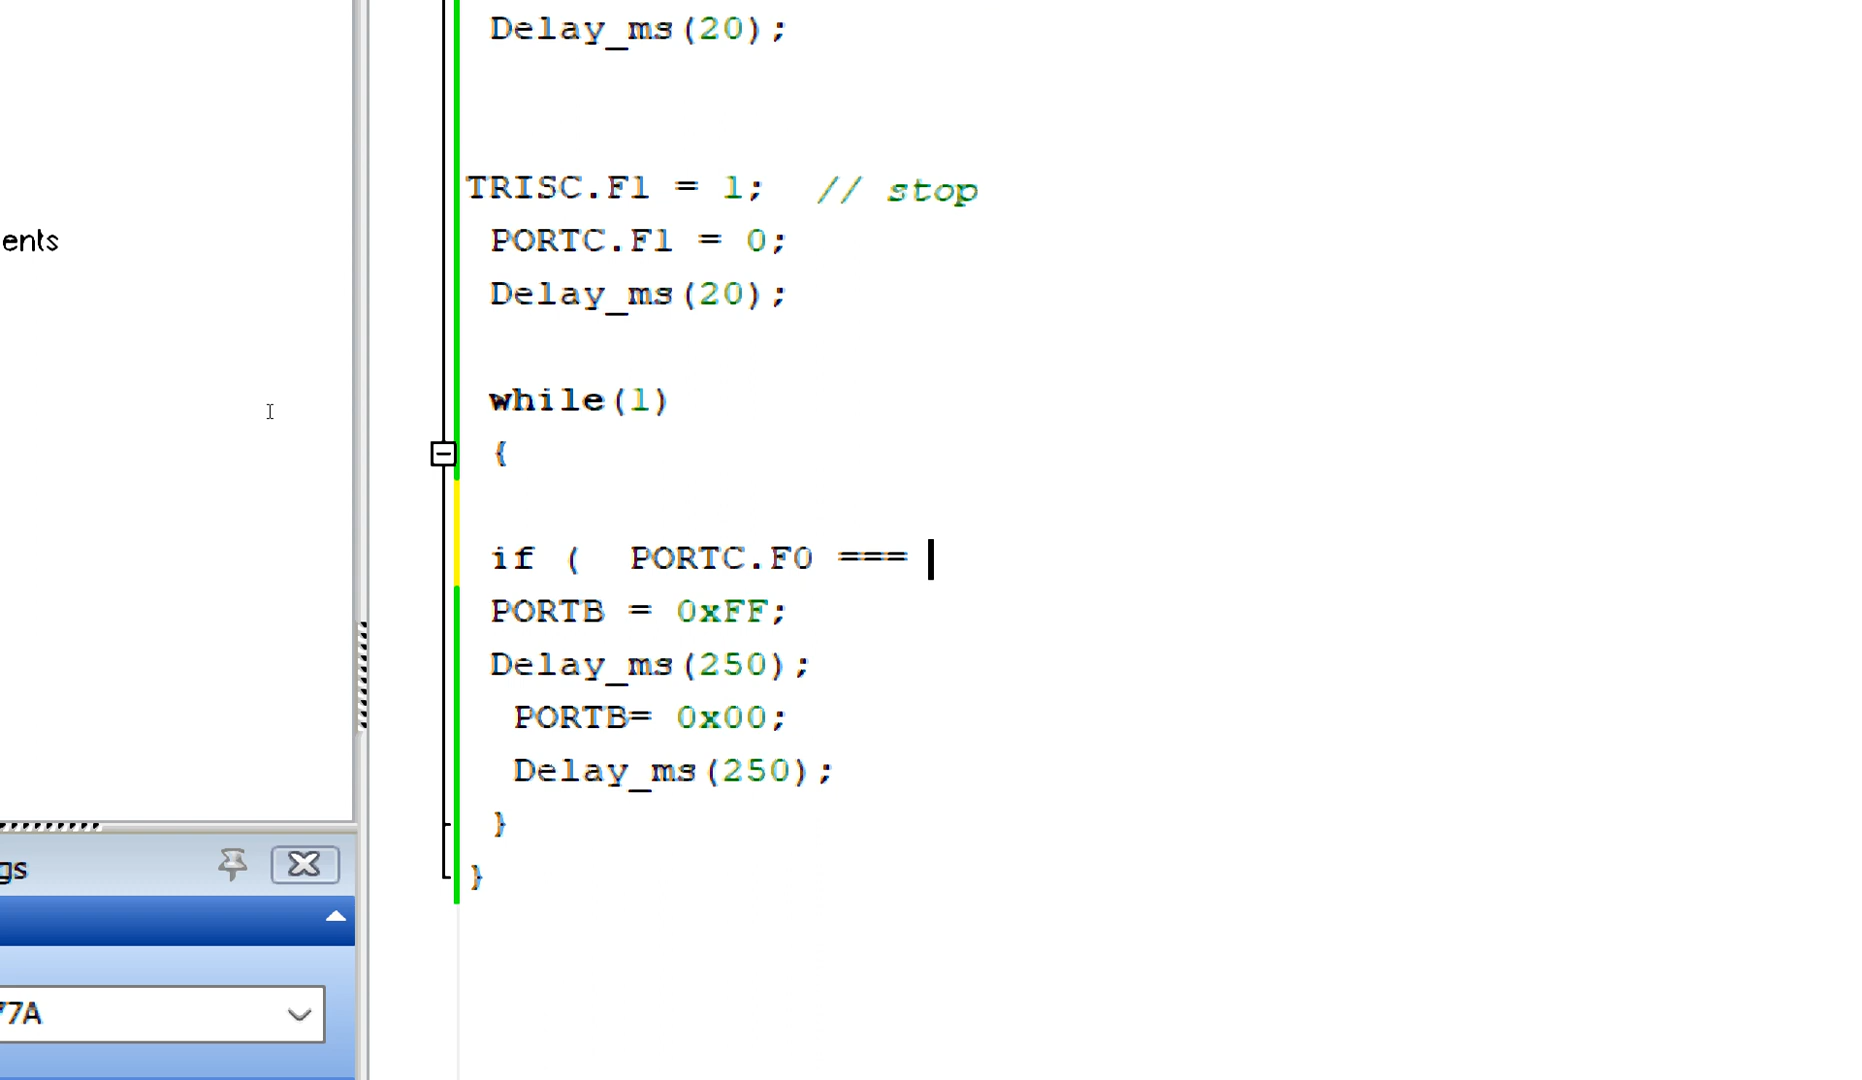 Delay_ms(20);
TRISC.F1 = 1;  // stop
PORTC.F1 = 0;
Delay_ms(20);
ents
while(1)
{
if (  PORTC.F0 ===
PORTB = 0xFF;
Delay_ms(250);
PORTB= 0x00;
Delay_ms(250);
}
}
gs
77A